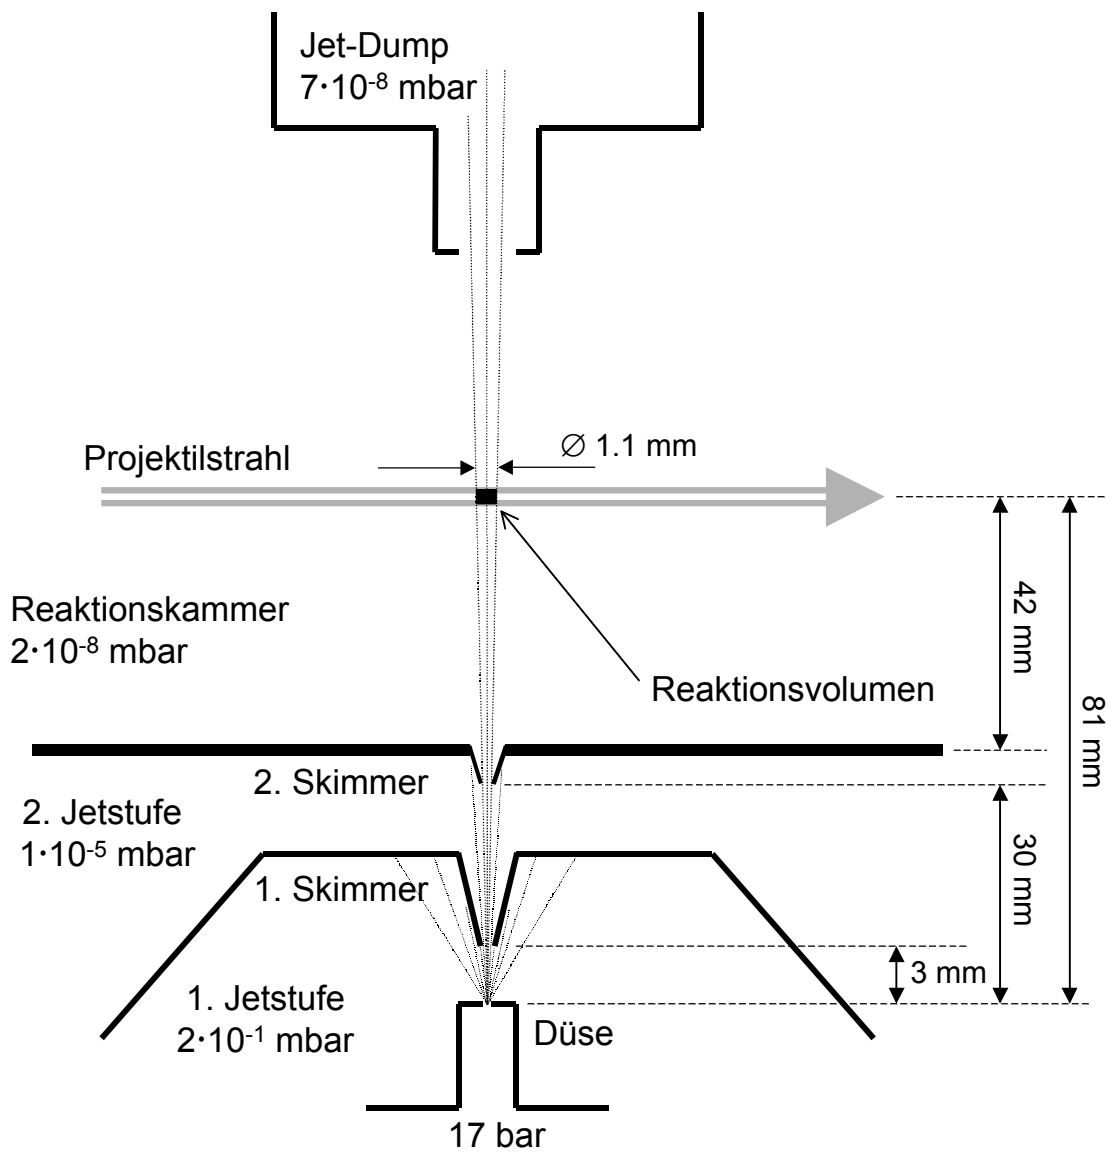 Jet-Dump
7·10⁻⁸ mbar
Projektilstrahl
∅ 1.1 mm
Reaktionskammer
2·10⁻⁸ mbar
42 mm
81 mm
Reaktionsvolumen
2. Skimmer
2. Jetstufe
1·10⁻⁵ mbar
30 mm
1. Skimmer
3 mm
1. Jetstufe
2·10⁻¹ mbar
Düse
17 bar